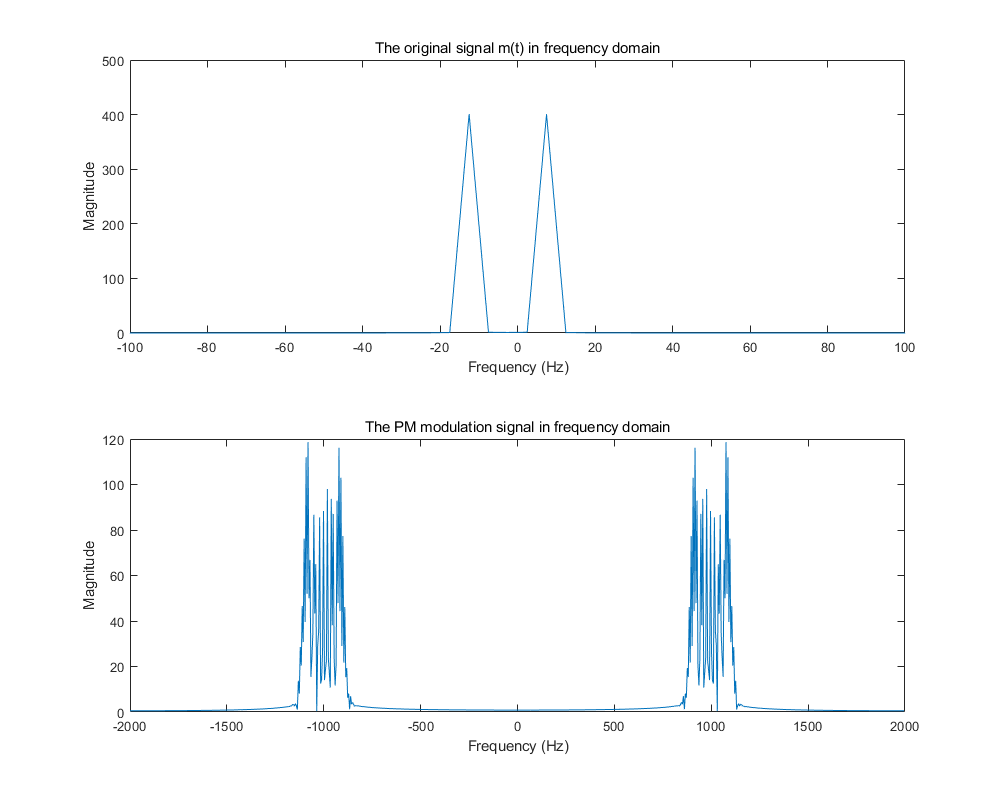 The original signal m(t) in frequency domain
500
400
300
200
100
0
Magnitude
-100 -80 -60 -40 -20 0 20 40 60 80 100
Frequency (Hz)
The PM modulation signal in frequency domain
120
100
80
60
40
20
0
Magnitude
-2000 -1500 -1000 -500 0 500 1000 1500 2000
Frequency (Hz)